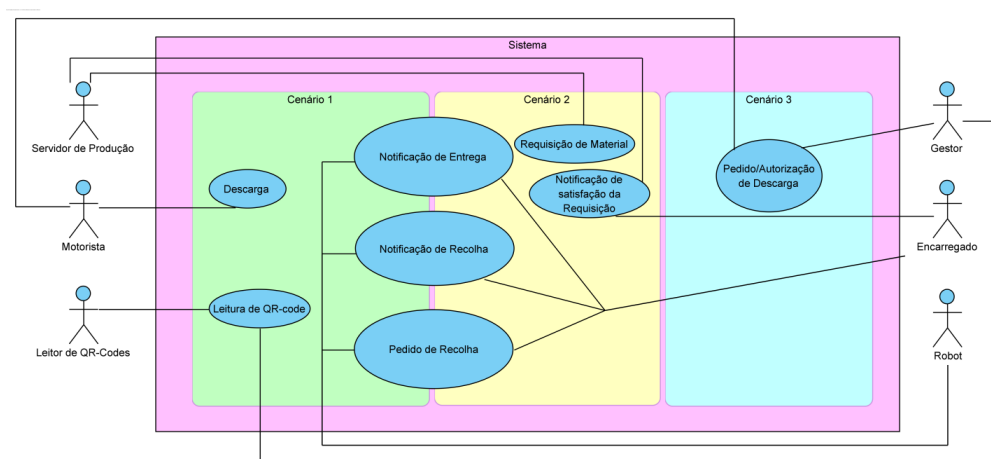 Sistema
Cenário 1
Cenário 2
Cenário 3
Servidor de Produção
Motorista
Leitor de QR-Codes
Descarga
Leitura de QR-code
Notificação de Entrega
Notificação de Recolha
Pedido de Recolha
Requisição de Material
Notificação de
satisfação da
Requisição
Pedido/Autorização
de Descarga
Gestor
Encarregado
Robot